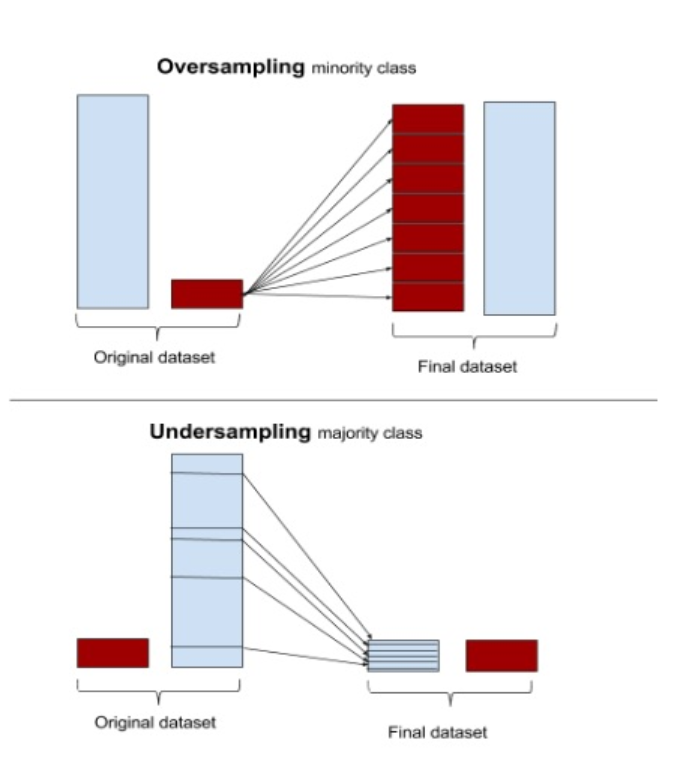 Oversampling minority class
Original dataset
Final dataset
Undersampling majority class
Original dataset
Final dataset